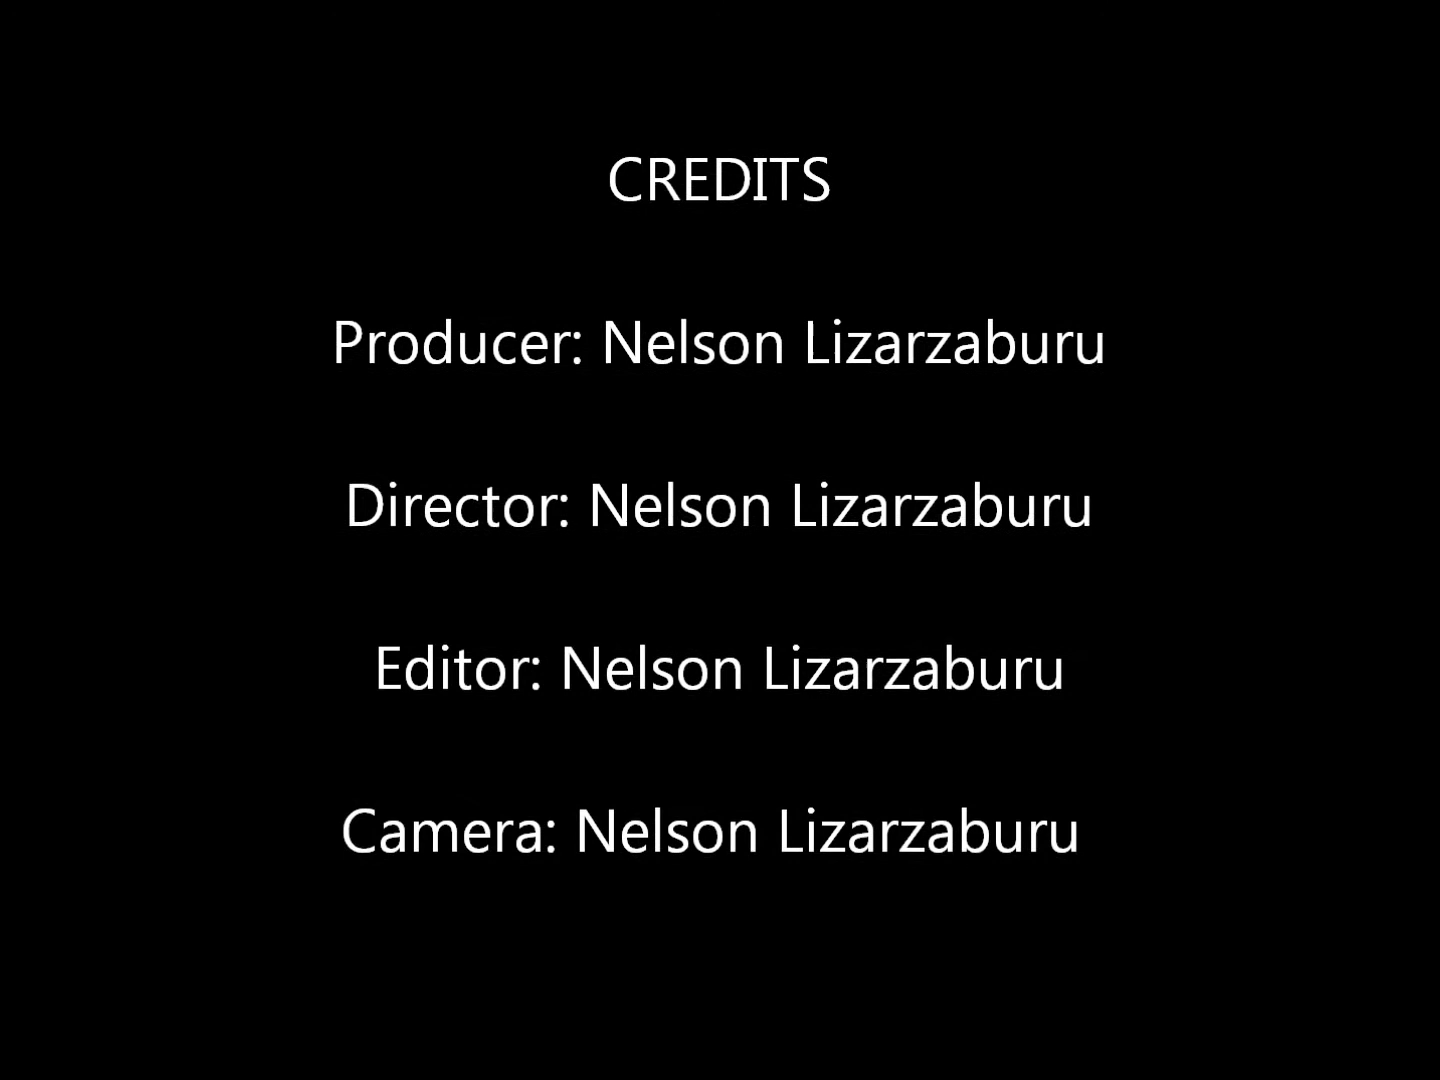 CREDITS
Producer: Nelson Lizarzaburu
Director: Nelson Lizarzaburu
Editor: Nelson Lizarzaburu
Camera: Nelson Lizarzaburu